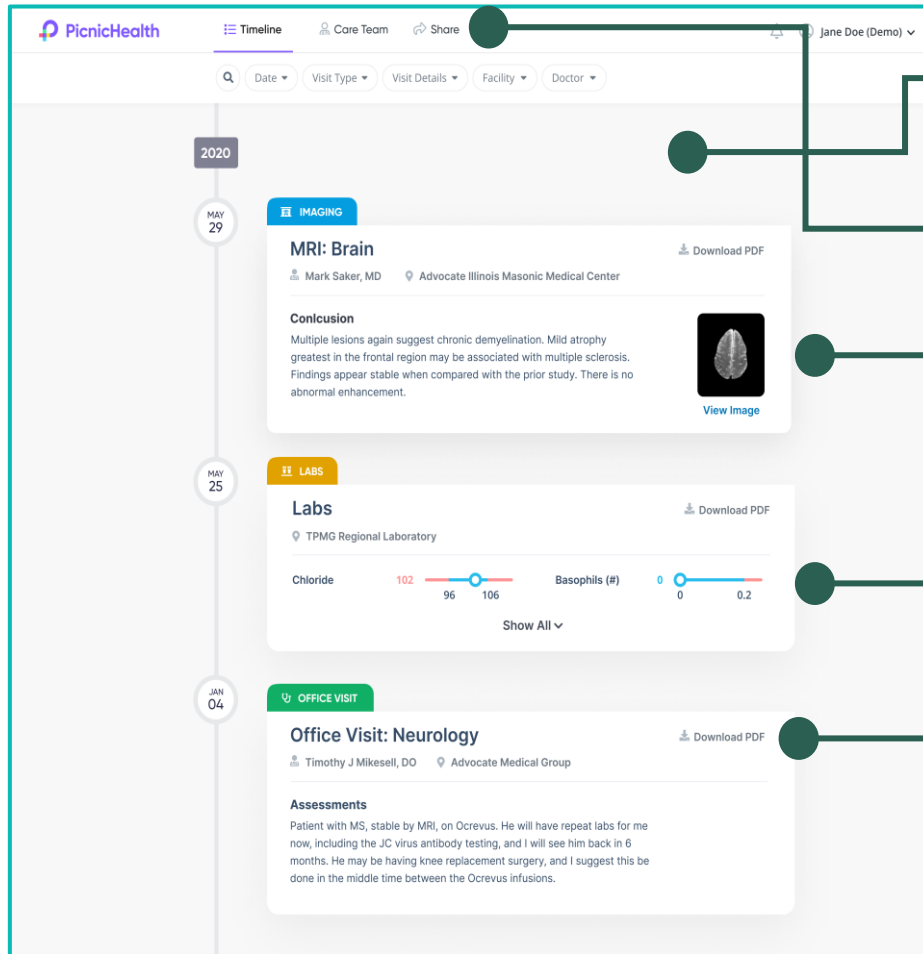 PicnicHealth
Timeline
Care Team
Share
Jane Doe (Demo)
Date
Visit Type
Visit Details
Facility
Doctor
2020
MAY
29
IMAGING
MRI: Brain
Download PDF
Mark Saker, MD
Advocate Illinois Masonic Medical Center
Conlcusion
Multiple lesions again suggest chronic demyelination. Mild atrophy
greatest in the frontal region may be associated with multiple sclerosis.
Findings appear stable when compared with the prior study. There is no
abnormal enhancement.
View Image
MAY
25
LABS
Labs
Download PDF
TPMG Regional Laboratory
Chloride
102
96
106
Basophils (#)
0
0
0.2
Show All
JAN
04
OFFICE VISIT
Office Visit: Neurology
Download PDF
Timothy J Mikesell, DO
Advocate Medical Group
Assessments
Patient with MS, stable by MRI, on Ocrevus. He will have repeat labs for me
now, including the JC virus antibody testing, and I will see him back in 6
months. He may be having knee replacement surgery, and I suggest this be
done in the middle time between the Ocrevus infusions.